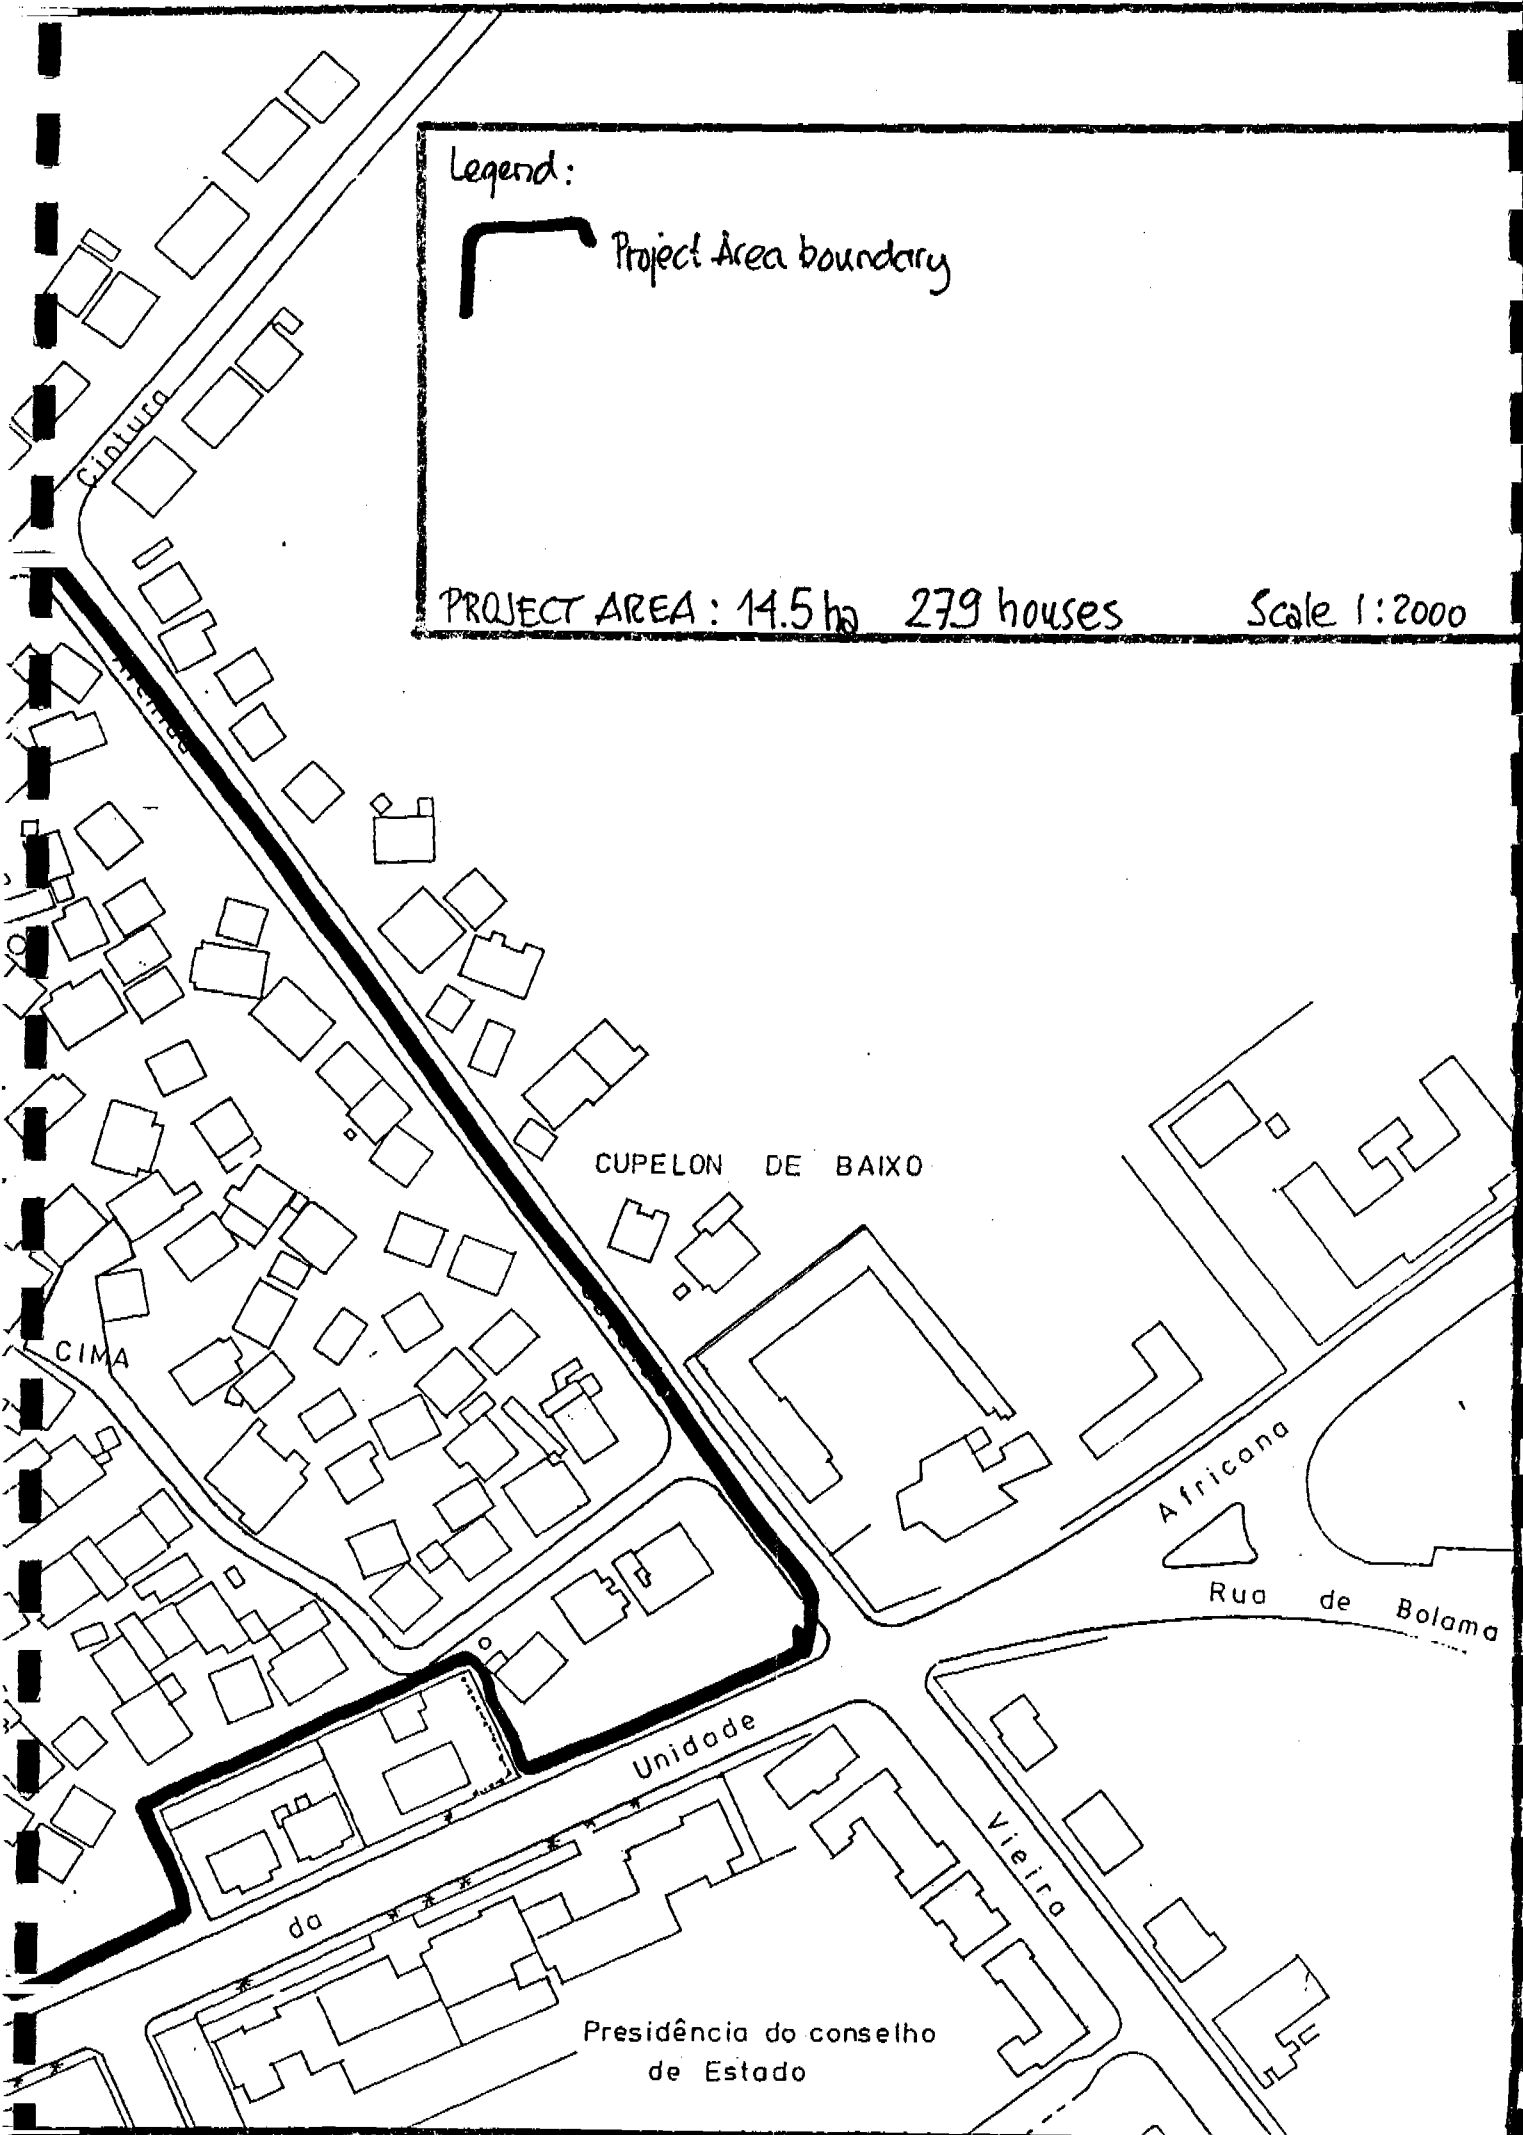 Legend:
Project Area boundary
Cintura
PROJECT AREA: 14.5 ha 279 houses Scale 1:2000
Avenida
CUPELON DE BAIXO
CIMA
Africana
Rua de Bolama
Unidade
Vieira
da
Presidência do conselho
de Estado